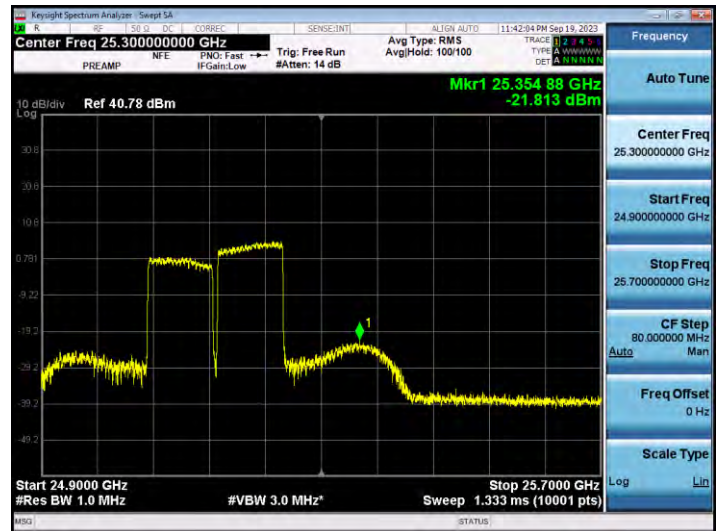 Keysight Spectrum Analyzer - Swept SA
R RF 50 Ω DC CORREC SENSE:INT ALIGN AUTO 11:42:04 PM Sep 19, 2023
Center Freq 25.300000000 GHz
PREAMP NFE PNO: Fast IFGain:Low
Trig: Free Run
#Atten: 14 dB
Avg Type: RMS
Avg|Hold: 100/100
TRACE 1 2 3 4 5 6
TYPE A WWWWW
DET A N N N N N
Frequency
Mkr1 25.354 88 GHz
-21.813 dBm
10 dB/div Ref 40.78 dBm
Log
30.8
20.8
10.8
0.781
-9.22
-19.2
-29.2
-39.2
-49.2
1
Start 24.9000 GHz Stop 25.7000 GHz
#Res BW 1.0 MHz #VBW 3.0 MHz* Sweep 1.333 ms (10001 pts)
MSG STATUS
Auto Tune
Center Freq
25.300000000 GHz
Start Freq
24.900000000 GHz
Stop Freq
25.700000000 GHz
CF Step
80.000000 MHz
Auto Man
Freq Offset
0 Hz
Scale Type
Log Lin